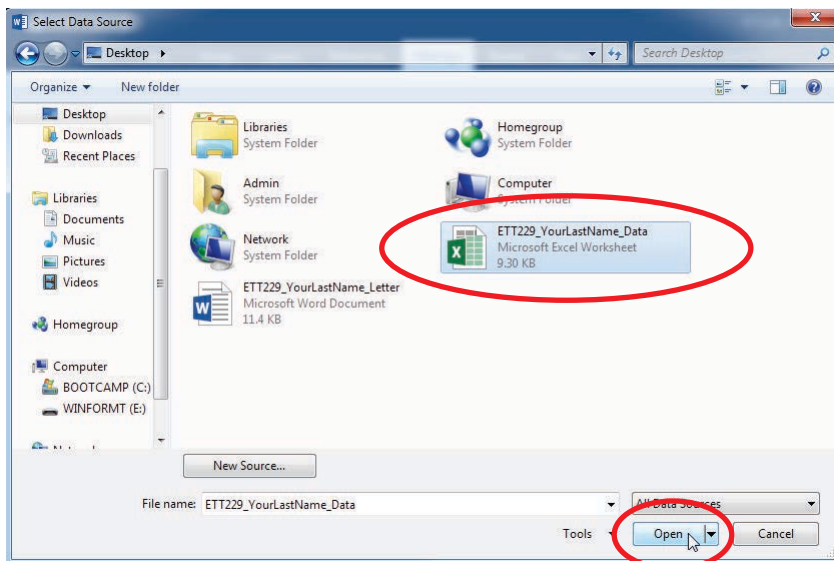 Select Data Source
Desktop
Search Desktop
Organize
New folder
Desktop
Downloads
Recent Places
Libraries
Documents
Music
Pictures
Videos
Homegroup
Computer
BOOTCAMP (C:)
WINFORMT (E:)
Libraries
System Folder
Homegroup
System Folder
Admin
System Folder
Computer
System Folder
Network
System Folder
ETT229_YourLastName_Data
Microsoft Excel Worksheet
9.30 KB
ETT229_YourLastName_Letter
Microsoft Word Document
11.4 KB
New Source...
File name: ETT229_YourLastName_Data
All Data Sources
Tools
Open
Cancel